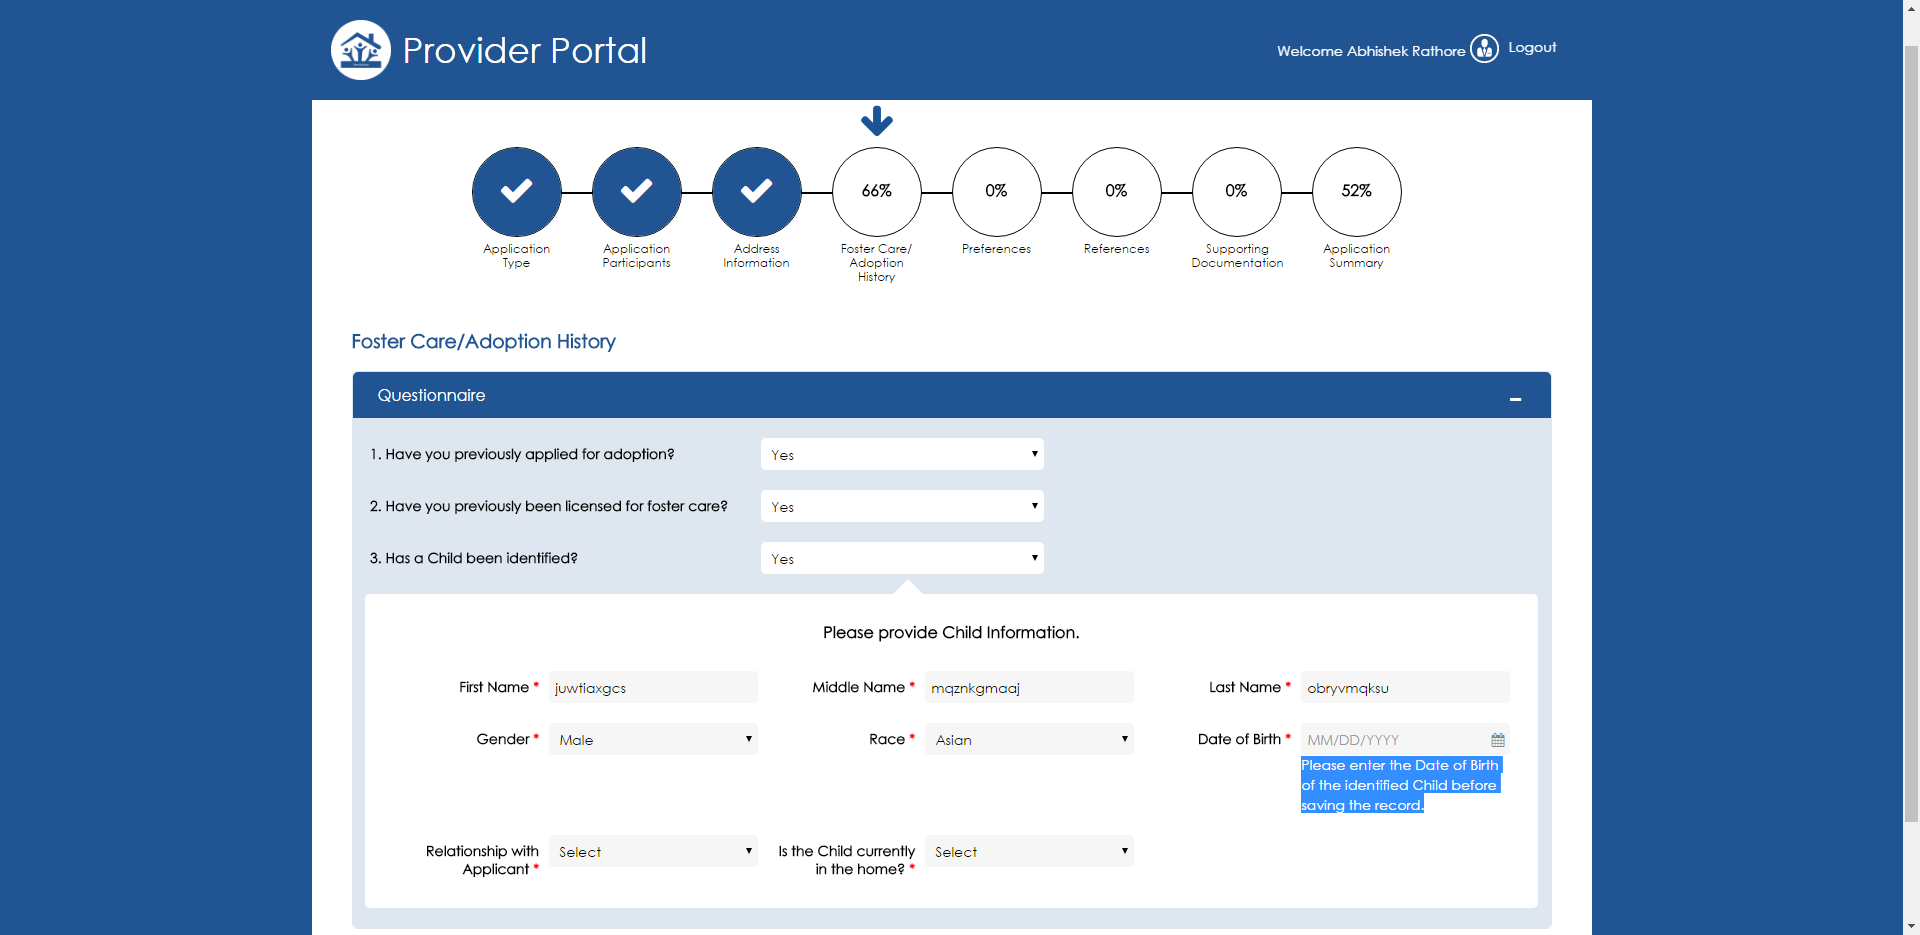 Provider Portal
Welcome Abhishek Rathore
Logout
66%
0%
0%
0%
52%
Application
Type
Application
Participants
Address
Information
Foster Care/
Adoption
History
Preferences
References
Supporting
Documentation
Application
Summary
Foster Care/Adoption History
Questionnaire
1. Have you previously applied for adoption?
Yes
2. Have you previously been licensed for foster care?
Yes
3. Has a Child been identified?
Yes
Please provide Child Information.
First Name *
juwtiaxgcs
Middle Name *
mqznkgmaaj
Last Name *
obryvmqksu
Gender *
Male
Race *
Asian
Date of Birth *
MM/DD/YYYY
Please enter the Date of Birth
of the identified Child before
saving the record.
Relationship with
Applicant *
Select
Is the Child currently
in the home? *
Select